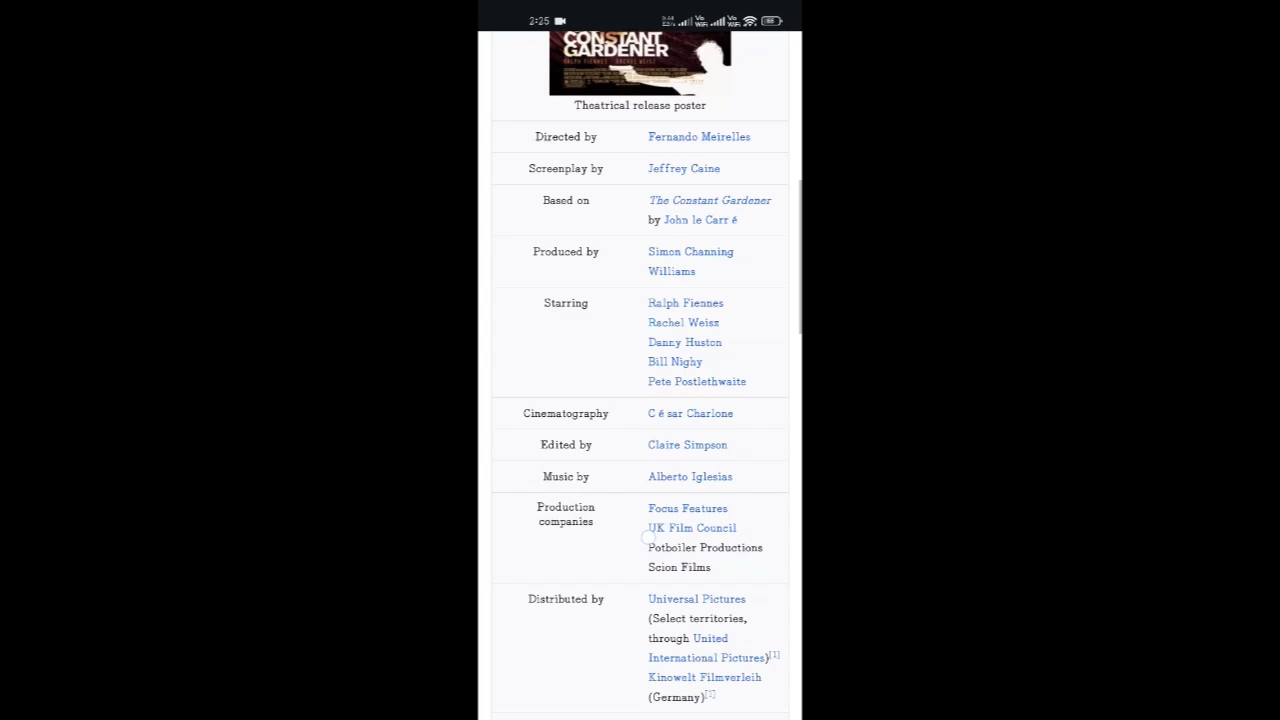 2:25
CONSTANT
GARDENER
RALPH FIENNES RACHEL WEISZ
Theatrical release poster
Directed by Fernando Meirelles
Screenplay by Jeffrey Caine
Based on The Constant Gardener
by John le Carr é
Produced by Simon Channing
Williams
Starring Ralph Fiennes
Rachel Weisz
Danny Huston
Bill Nighy
Pete Postlethwaite
Cinematography C é sar Charlone
Edited by Claire Simpson
Music by Alberto Iglesias
Production Focus Features
companies UK Film Council
Potboiler Productions
Scion Films
Distributed by Universal Pictures
(Select territories,
through United
International Pictures)[1]
Kinowelt Filmverleih
(Germany)[1]